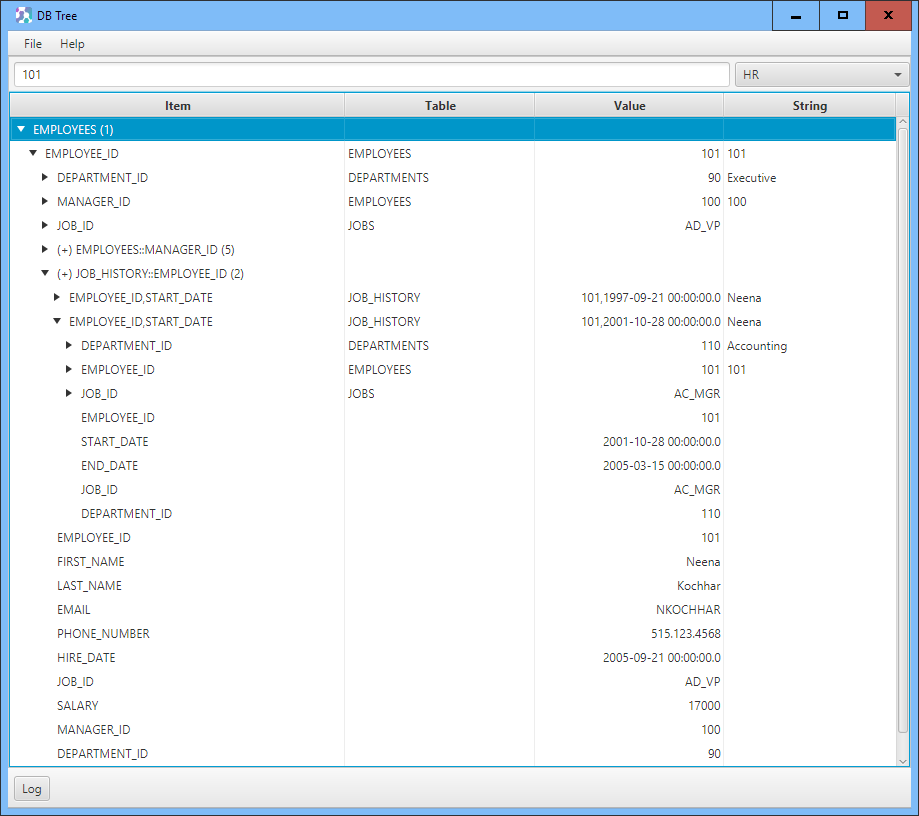 DB Tree
File Help
101 HR
Item Table Value String
EMPLOYEES (1)
EMPLOYEE_ID EMPLOYEES 101 101
DEPARTMENT_ID DEPARTMENTS 90 Executive
MANAGER_ID EMPLOYEES 100 100
JOB_ID JOBS AD_VP
(+) EMPLOYEES::MANAGER_ID (5)
(+) JOB_HISTORY::EMPLOYEE_ID (2)
EMPLOYEE_ID,START_DATE JOB_HISTORY 101,1997-09-21 00:00:00.0 Neena
EMPLOYEE_ID,START_DATE JOB_HISTORY 101,2001-10-28 00:00:00.0 Neena
DEPARTMENT_ID DEPARTMENTS 110 Accounting
EMPLOYEE_ID EMPLOYEES 101 101
JOB_ID JOBS AC_MGR
EMPLOYEE_ID 101
START_DATE 2001-10-28 00:00:00.0
END_DATE 2005-03-15 00:00:00.0
JOB_ID AC_MGR
DEPARTMENT_ID 110
EMPLOYEE_ID 101
FIRST_NAME Neena
LAST_NAME Kochhar
EMAIL NKOCHHAR
PHONE_NUMBER 515.123.4568
HIRE_DATE 2005-09-21 00:00:00.0
JOB_ID AD_VP
SALARY 17000
MANAGER_ID 100
DEPARTMENT_ID 90
Log